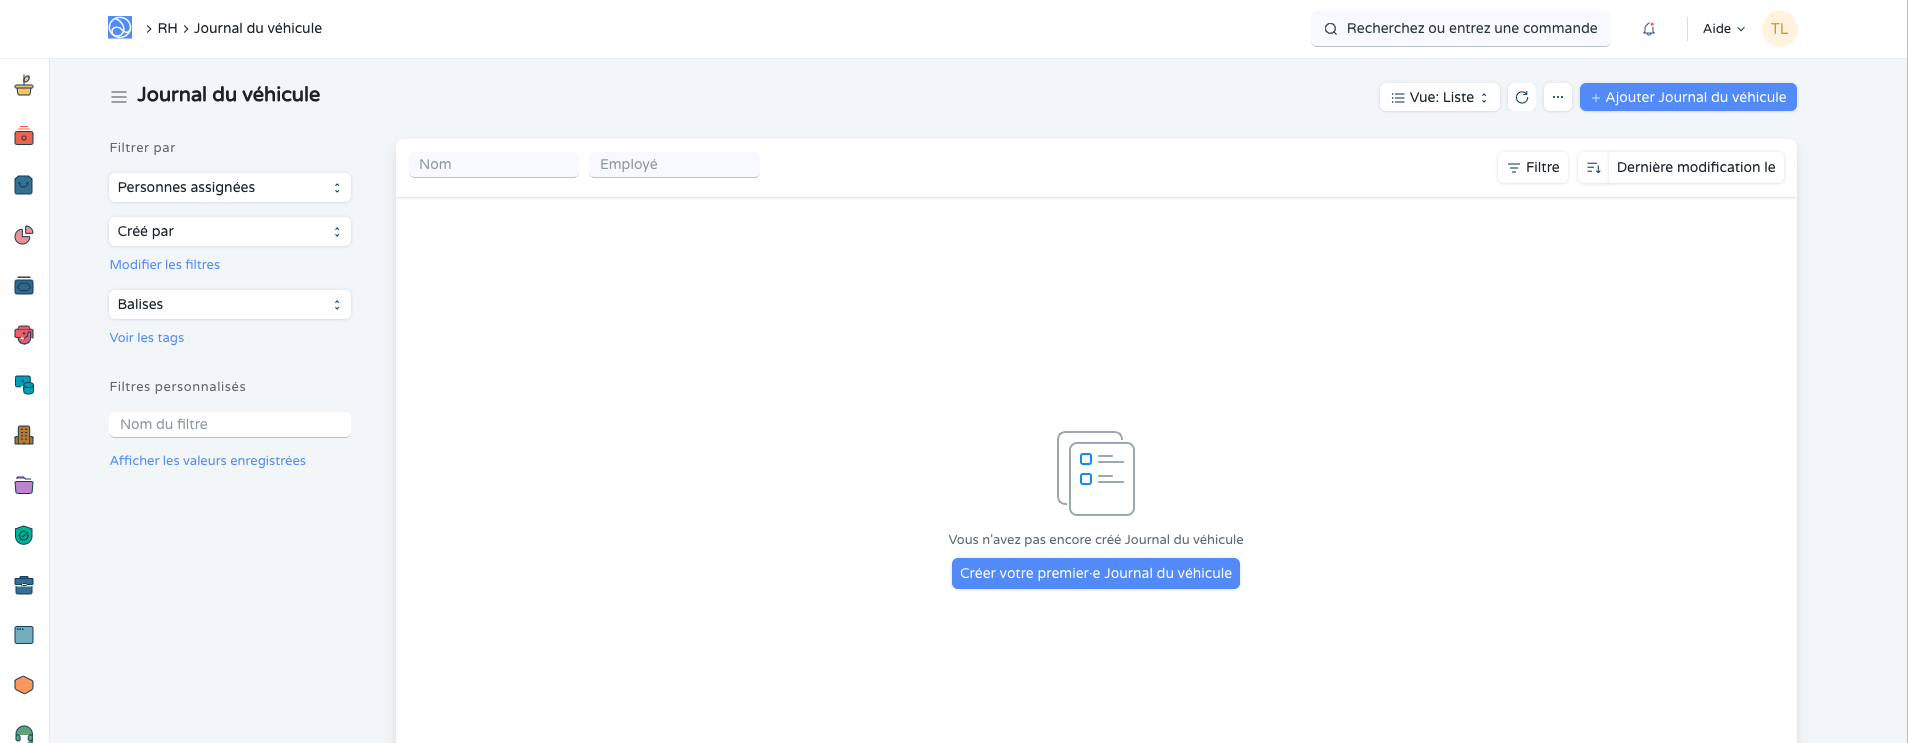 RH
Journal du véhicule
Recherchez ou entrez une commande
Aide
TL
Journal du véhicule
Vue: Liste
+ Ajouter Journal du véhicule
Filtrer par
Personnes assignées
Créé par
Modifier les filtres
Balises
Voir les tags
Filtres personnalisés
Nom du filtre
Afficher les valeurs enregistrées
Nom
Employé
Filtre
Dernière modification le
Vous n'avez pas encore créé Journal du véhicule
Créer votre premier·e Journal du véhicule